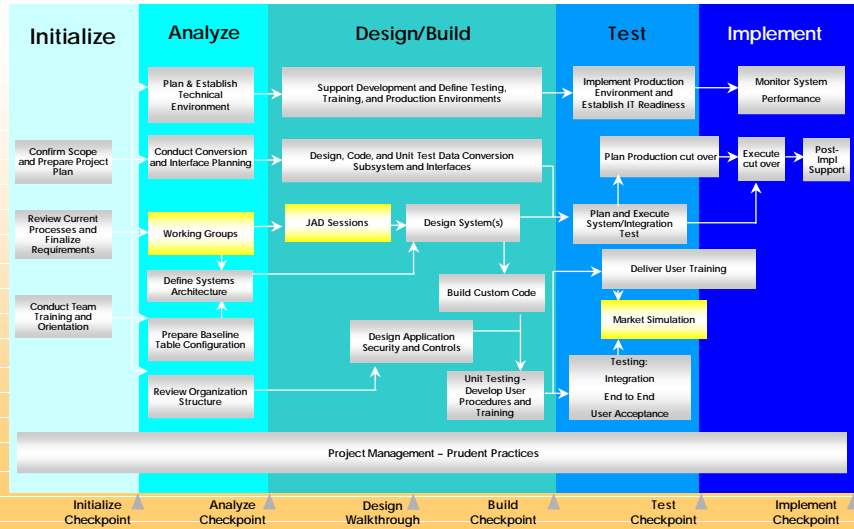 Initialize
Analyze
Design/Build
Test
Implement
Plan & Establish
Technical
Environment
Support Development and Define Testing,
Training, and Production Environments
Implement Production
Environment and
Establish IT Readiness
Monitor System
Performance
Confirm Scope
and Prepare Project
Plan
Conduct Conversion
and Interface Planning
Design, Code, and Unit Test Data Conversion
Subsystem and Interfaces
Plan Production cut over
Execute
cut over
Post-
Impl
Support
Review Current
Processes and
Finalize
Requirements
Working Groups
JAD Sessions
Design System(s)
Plan and Execute
System/Integration
Test
Define Systems
Architecture
Deliver User Training
Build Custom Code
Conduct Team
Training and
Orientation
Prepare Baseline
Table Configuration
Design Application
Security and Controls
Market Simulation
Review Organization
Structure
Unit Testing -
Develop User
Procedures and
Training
Testing:
Integration
End to End
User Acceptance
Project Management – Prudent Practices
Initialize
Checkpoint
Analyze
Checkpoint
Design
Walkthrough
Build
Checkpoint
Test
Checkpoint
Implement
Checkpoint